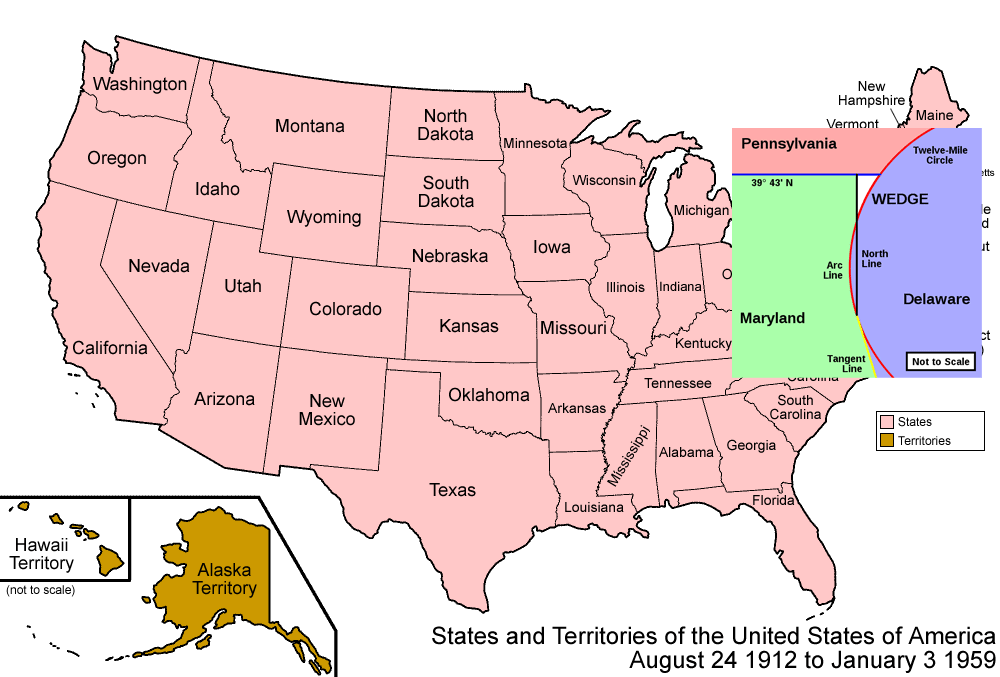 New
Hampshire
Vermont
Maine
Washington
Montana
North
Dakota
Minnesota
Oregon
Idaho
Wyoming
South
Dakota
Wisconsin
Michigan
Nevada
Utah
Colorado
Nebraska
Iowa
Illinois
Indiana
California
Kansas
Missouri
Kentucky
Arizona
New
Mexico
Oklahoma
Arkansas
Tennessee
Carolina
South
Carolina
Mississippi
Alabama
Georgia
Texas
Louisiana
Florida
Pennsylvania
Twelve-Mile
Circle
39° 43' N
WEDGE
North
Line
Arc
Line
Delaware
Maryland
Tangent
Line
Not to Scale
States
Territories
Hawaii
Territory
(not to scale)
Alaska
Territory
States and Territories of the United States of America
August 24 1912 to January 3 1959